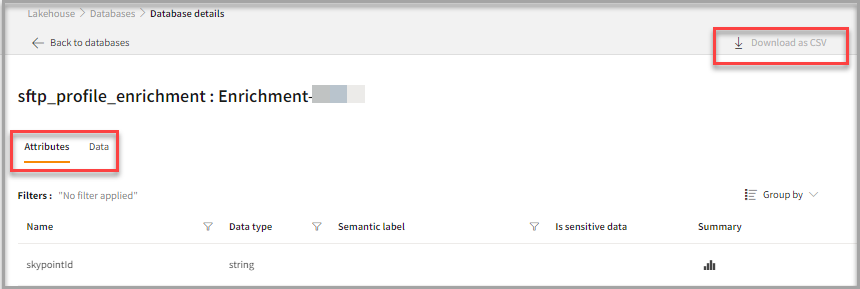 Lakehouse > Databases > Database details
Back to databases
Download as CSV
sftp_profile_enrichment : Enrichment-
Attributes Data
Filters : "No filter applied"
Group by
Name Data type Semantic label Is sensitive data Summary
skypointId string